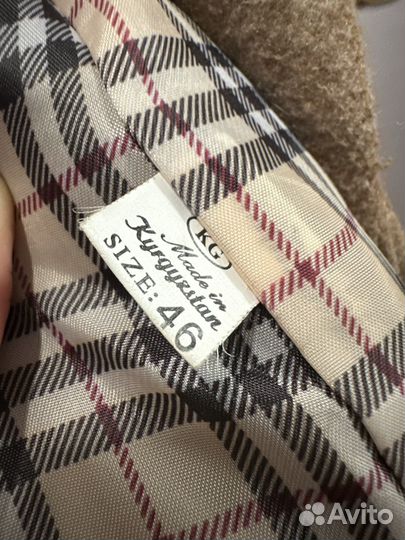 KG
Made in
Kyrgyzstan
SIZE: 46
Avito